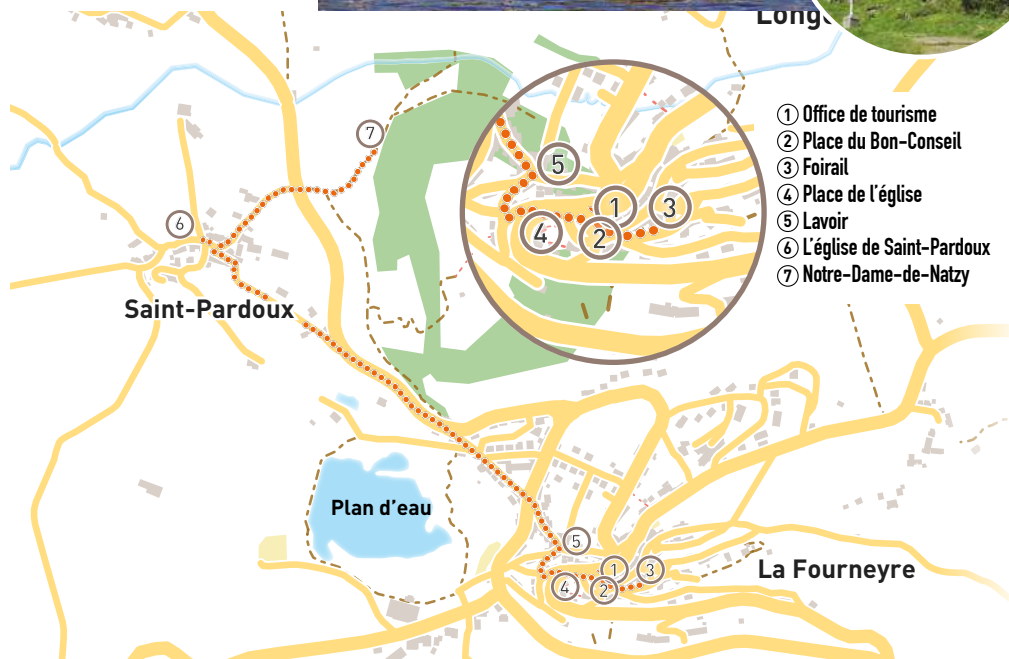 Longe
① Office de tourisme
② Place du Bon-Conseil
③ Foirail
④ Place de l'église
⑤ Lavoir
⑥ L'église de Saint-Pardoux
⑦ Notre-Dame-de-Natzy
7
5
1
3
4
2
6
Saint-Pardoux
Plan d'eau
5
1
3
4
2
La Fourneyre